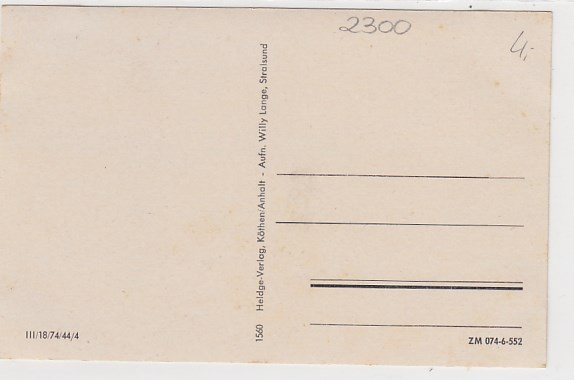 2300
4,-
1560 Heldge-Verlag, Köthen/Anhalt - Aufn. Willy Lange, Stralsund
III/18/74/44/4
ZM 074-6-552